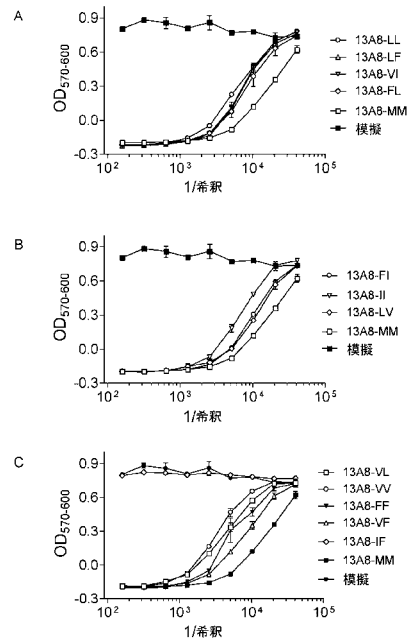 A
0.9
0.6
0.3
0.0
-0.3
OD570-600
10² 10³ 10⁴ 10⁵
1/希釈
13A8-LL
13A8-LF
13A8-VI
13A8-FL
13A8-MM
模擬
B
0.9
0.6
0.3
0.0
-0.3
OD570-600
10² 10³ 10⁴ 10⁵
1/希釈
13A8-FI
13A8-II
13A8-LV
13A8-MM
模擬
C
0.9
0.6
0.3
0.0
-0.3
OD570-600
10² 10³ 10⁴ 10⁵
1/希釈
13A8-VL
13A8-VV
13A8-FF
13A8-VF
13A8-IF
13A8-MM
模擬